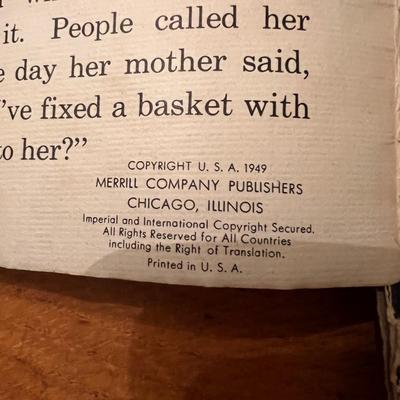 it. People called her
day her mother said,
've fixed a basket with
to her?"
COPYRIGHT U. S. A. 1949
MERRILL COMPANY PUBLISHERS
CHICAGO, ILLINOIS
Imperial and International Copyright Secured.
All Rights Reserved for All Countries
including the Right of Translation.
Printed in U. S. A.